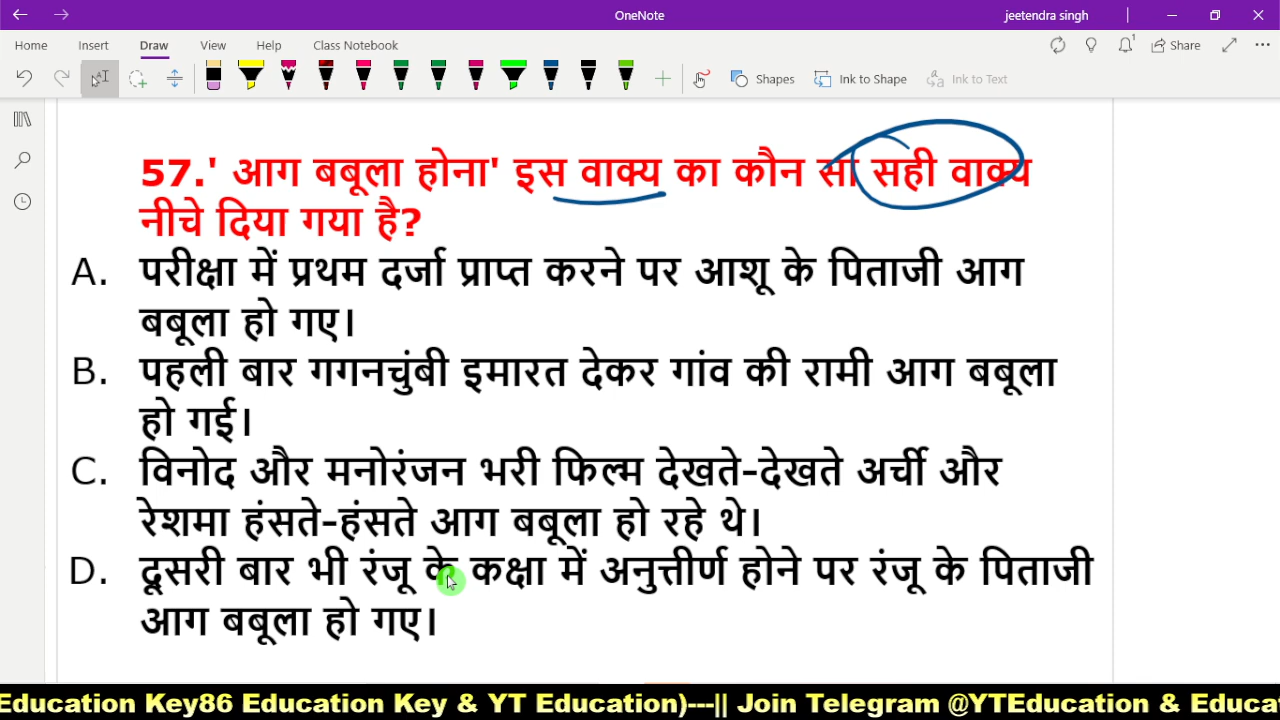 OneNote
jeetendra singh
Home Insert Draw View Help Class Notebook
Share
Shapes Ink to Shape Ink to Text
57.' आग बबूला होना' इस वाक्य का कौन सा सही वाक्य
नीचे दिया गया है?
A. परीक्षा में प्रथम दर्जा प्राप्त करने पर आशू के पिताजी आग
बबूला हो गए।
B. पहली बार गगनचुंबी इमारत देकर गांव की रामी आग बबूला
हो गई।
C. विनोद और मनोरंजन भरी फिल्म देखते-देखते अर्ची और
रेशमा हंसते-हंसते आग बबूला हो रहे थे।
D. दूसरी बार भी रंजू के कक्षा में अनुत्तीर्ण होने पर रंजू के पिताजी
आग बबूला हो गए।
Education Key86 Education Key & YT Education)---|| Join Telegram @YTEducation & Educa